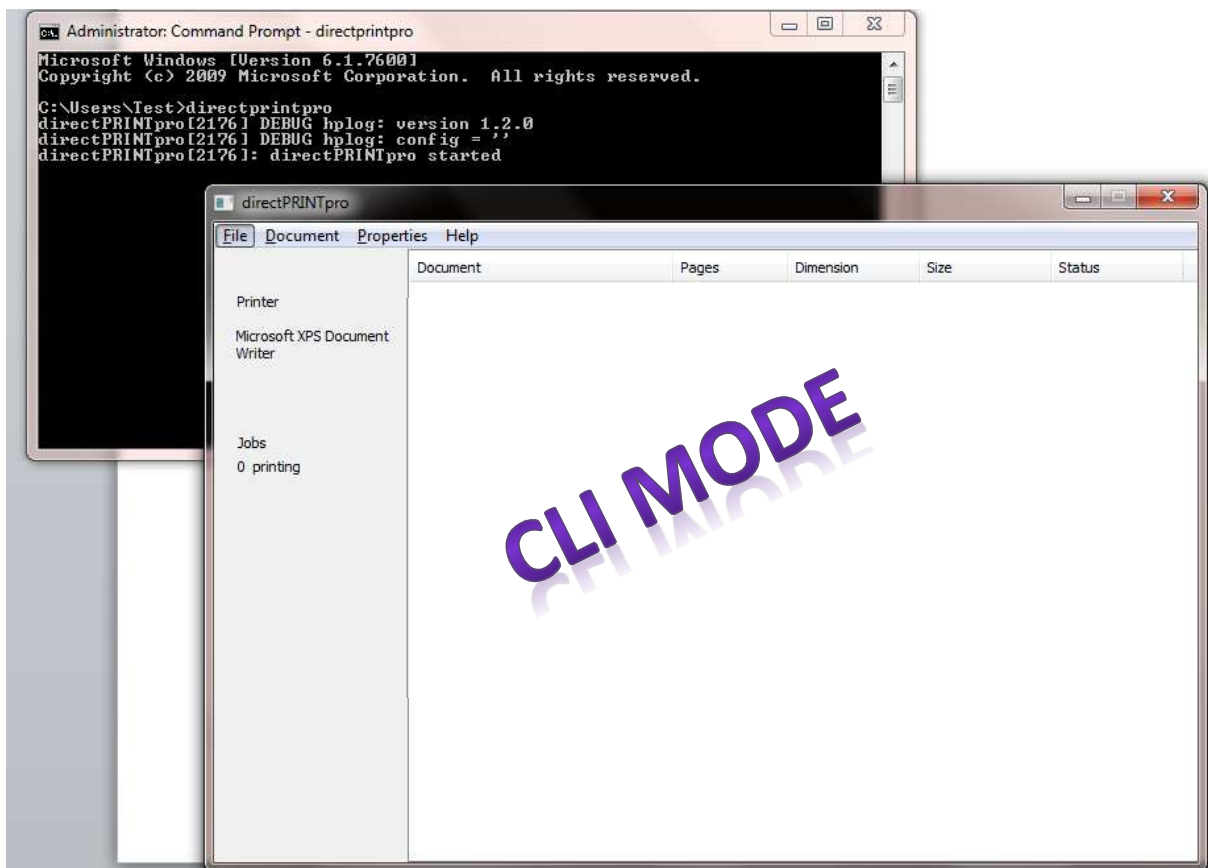 Administrator: Command Prompt - directprintpro
Microsoft Windows [Version 6.1.7600]
Copyright (c) 2009 Microsoft Corporation.  All rights reserved.
C:\Users\Test>directprintpro
directPRINTpro[2176] DEBUG hplog: version 1.2.0
directPRINTpro[2176] DEBUG hplog: config = ''
directPRINTpro[2176]: directPRINTpro started
directPRINTpro
File Document Properties Help
Document Pages Dimension Size Status
Printer
Microsoft XPS Document
Writer
Jobs
0 printing
CLI MODE